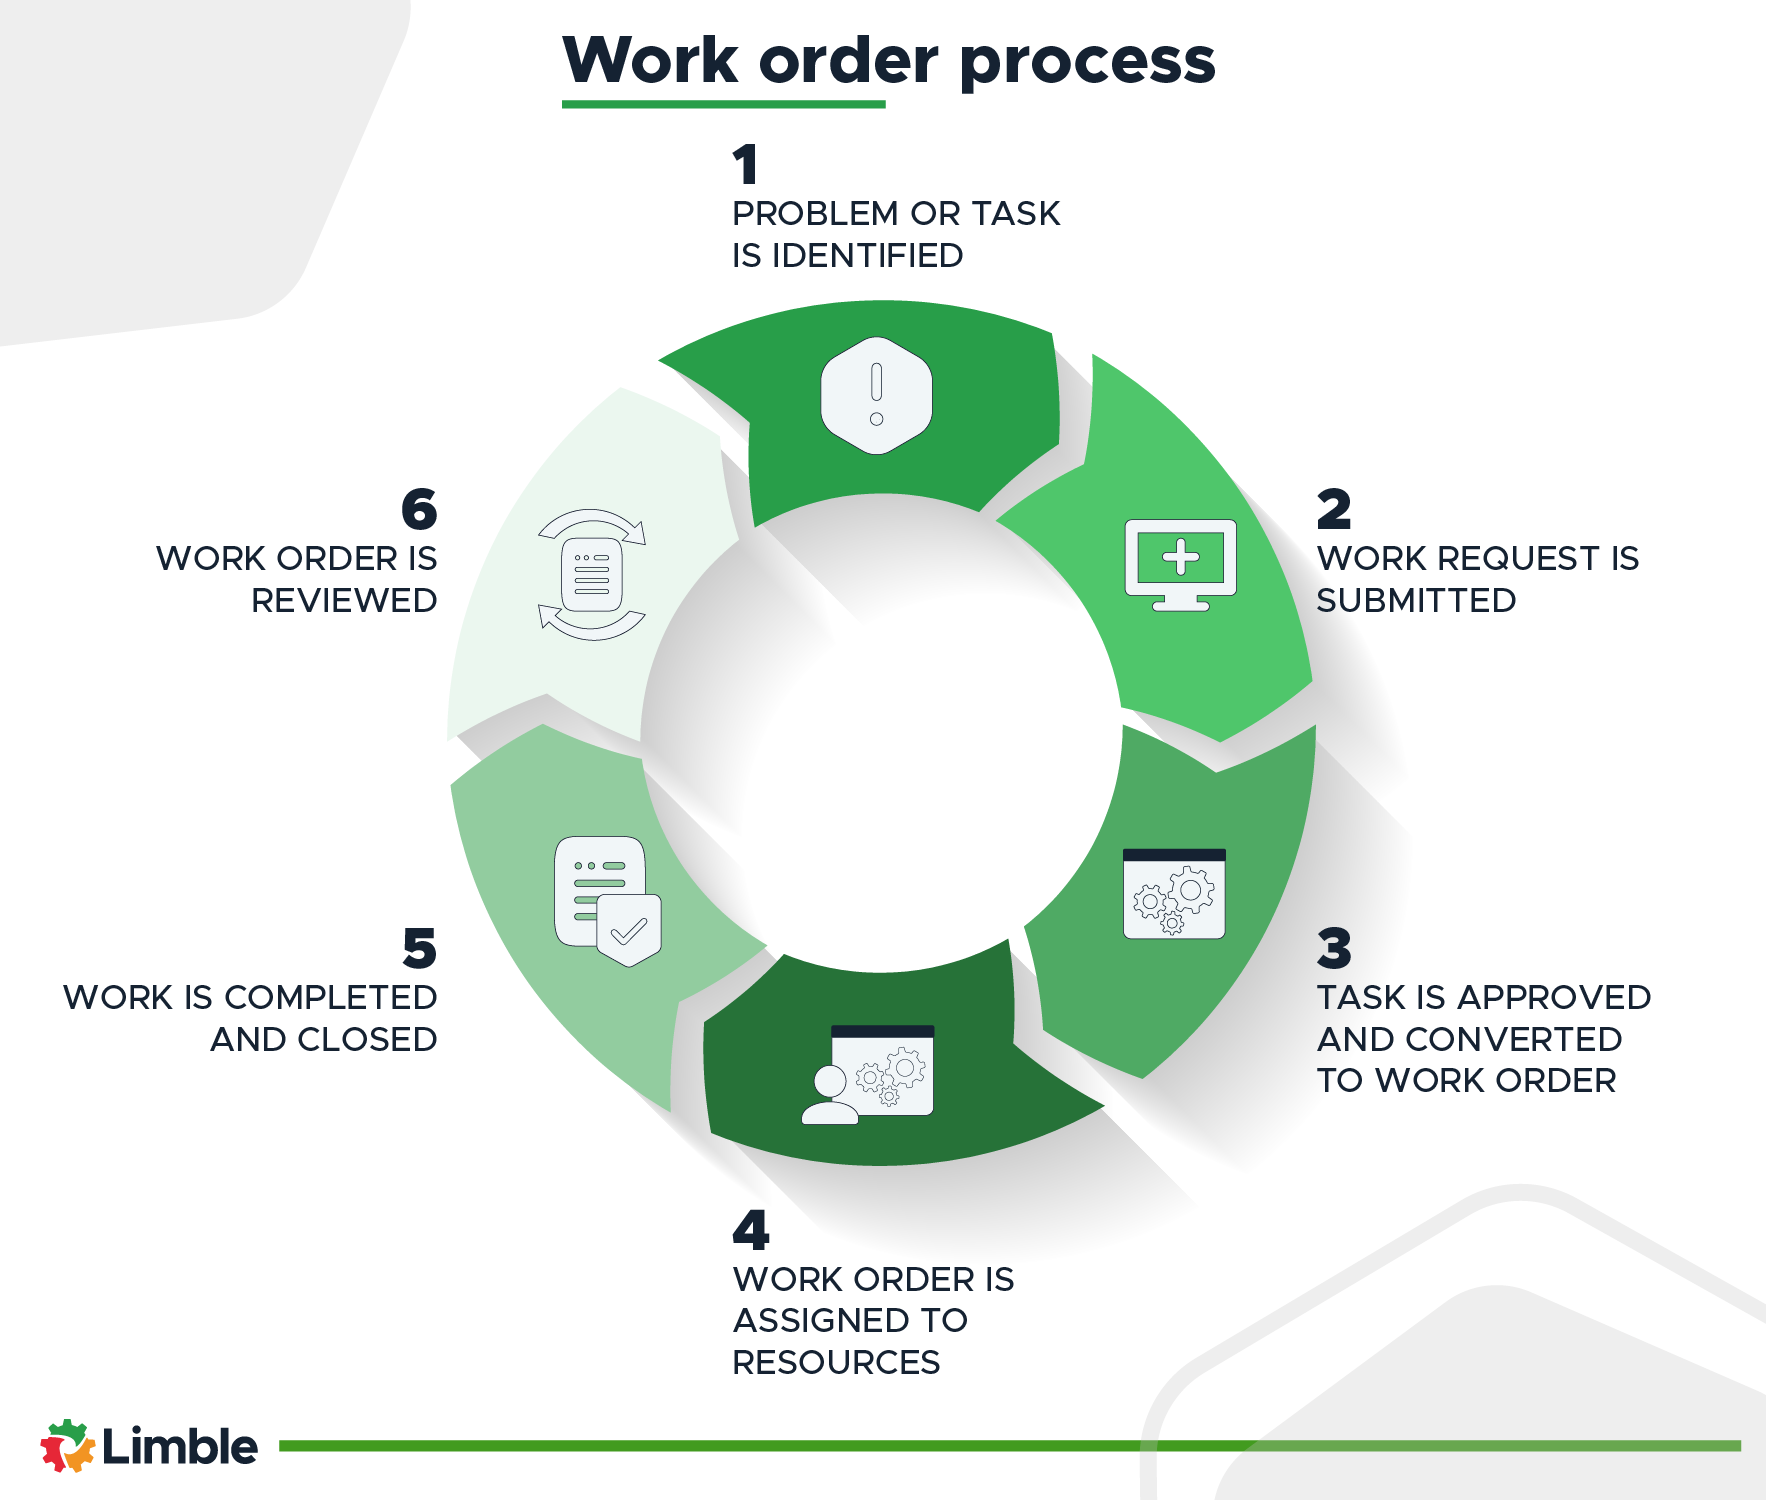 Work order process
1
PROBLEM OR TASK
IS IDENTIFIED
2
WORK REQUEST IS
SUBMITTED
3
TASK IS APPROVED
AND CONVERTED
TO WORK ORDER
4
WORK ORDER IS
ASSIGNED TO
RESOURCES
5
WORK IS COMPLETED
AND CLOSED
6
WORK ORDER IS
REVIEWED
Limble